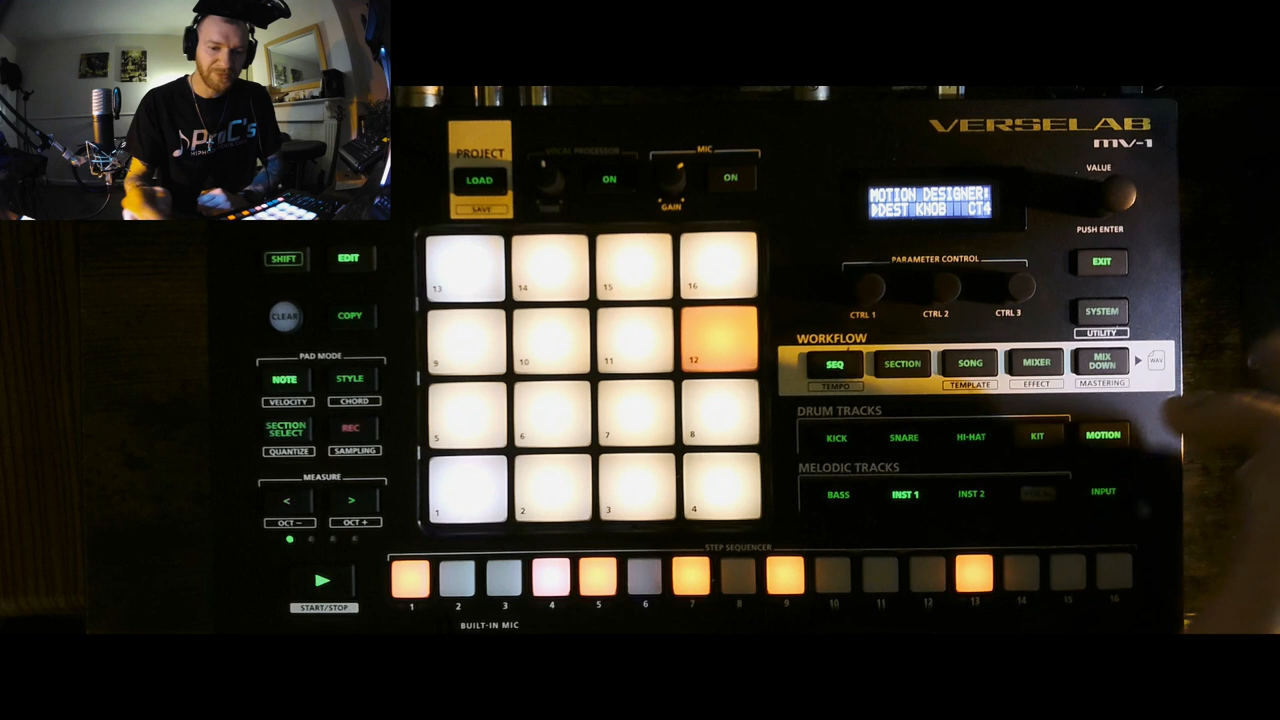 VERSELAB
MV-1
PROJECT
LOAD
SAVE
VOCAL PROCESSOR
ON
MIC
ON
GAIN
VALUE
PUSH ENTER
MOTION DESIGNER:
DEST KNOB CT4
SHIFT
EDIT
EXIT
PARAMETER CONTROL
CTRL 1
CTRL 2
CTRL 3
CLEAR
COPY
SYSTEM
UTILITY
13
14
15
16
9
10
11
12
5
6
7
8
1
2
3
4
WORKFLOW
SEQ
SECTION
SONG
MIXER
MIX
DOWN
WAV
TEMPO
TEMPLATE
EFFECT
MASTERING
PAD MODE
NOTE
STYLE
VELOCITY
CHORD
SECTION
SELECT
REC
QUANTIZE
SAMPLING
DRUM TRACKS
KICK
SNARE
HI-HAT
KIT
MOTION
MELODIC TRACKS
BASS
INST 1
INST 2
INPUT
MEASURE
<
>
OCT −
OCT +
STEP SEQUENCER
START/STOP
1
2
3
4
5
6
7
8
9
10
11
12
13
14
15
16
BUILT-IN MIC